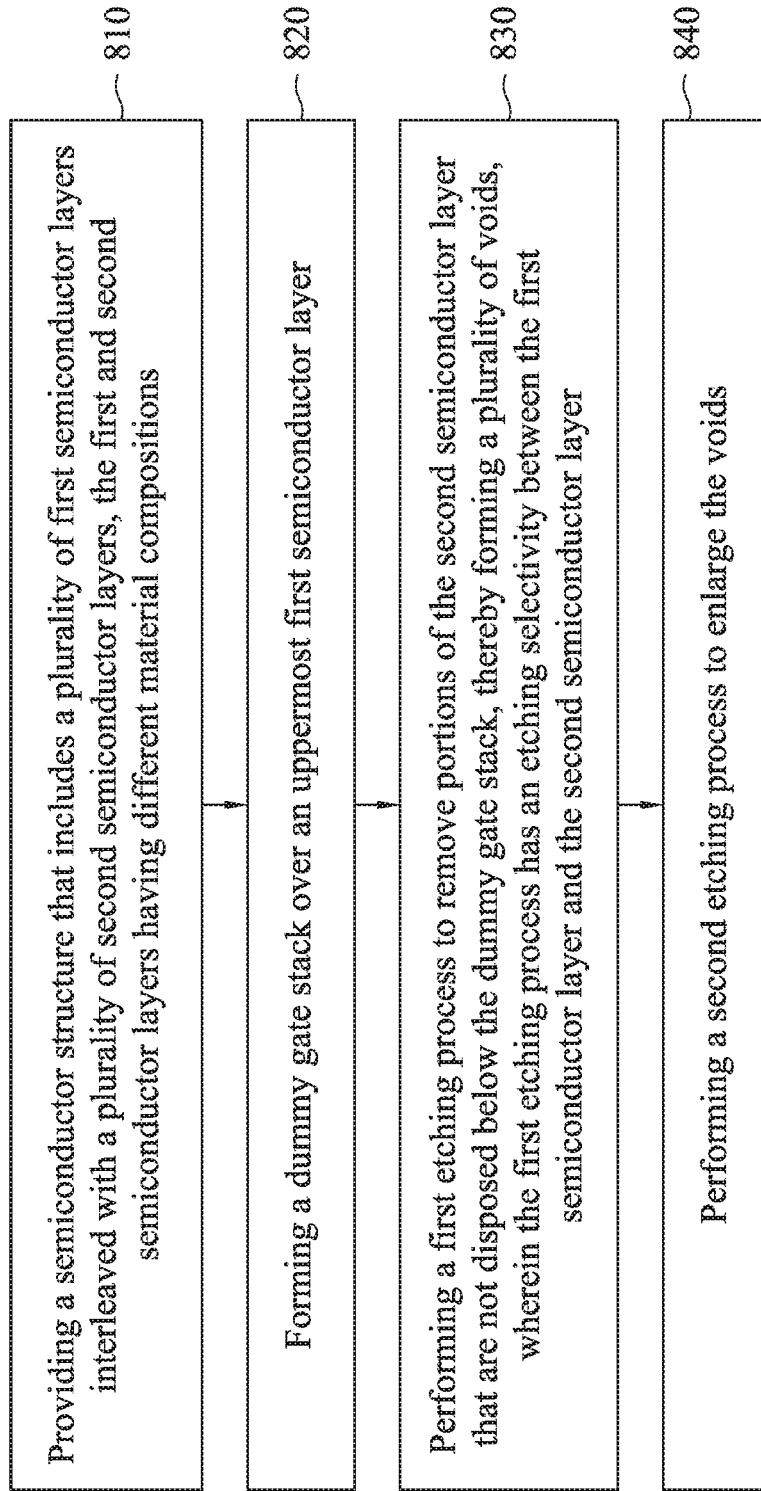 Providing a semiconductor structure that includes a plurality of first semiconductor layers
interleaved with a plurality of second semiconductor layers, the first and second
semiconductor layers having different material compositions
810
Forming a dummy gate stack over an uppermost first semiconductor layer
820
Performing a first etching process to remove portions of the second semiconductor layer
that are not disposed below the dummy gate stack, thereby forming a plurality of voids,
wherein the first etching process has an etching selectivity between the first
semiconductor layer and the second semiconductor layer
830
Performing a second etching process to enlarge the voids
840